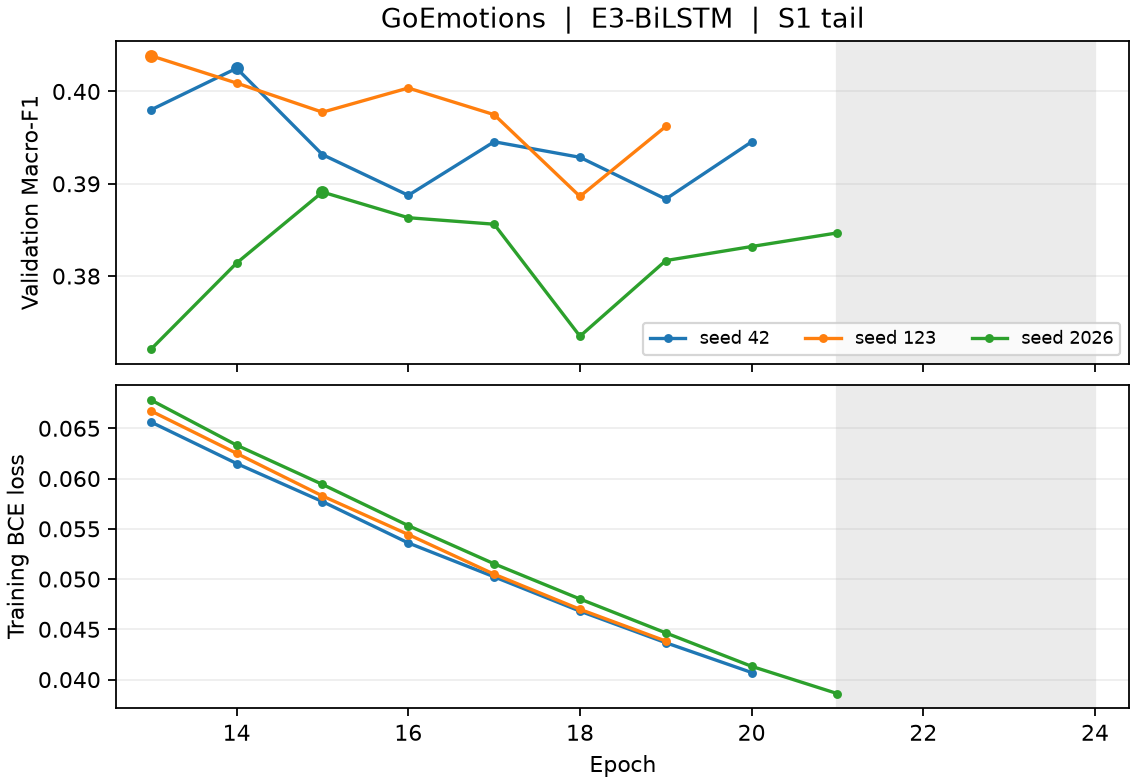 GoEmotions | E3-BiLSTM | S1 tail
Validation Macro-F1
0.40
0.39
0.38
seed 42 seed 123 seed 2026
Training BCE loss
0.065
0.060
0.055
0.050
0.045
0.040
14 16 18 20 22 24
Epoch